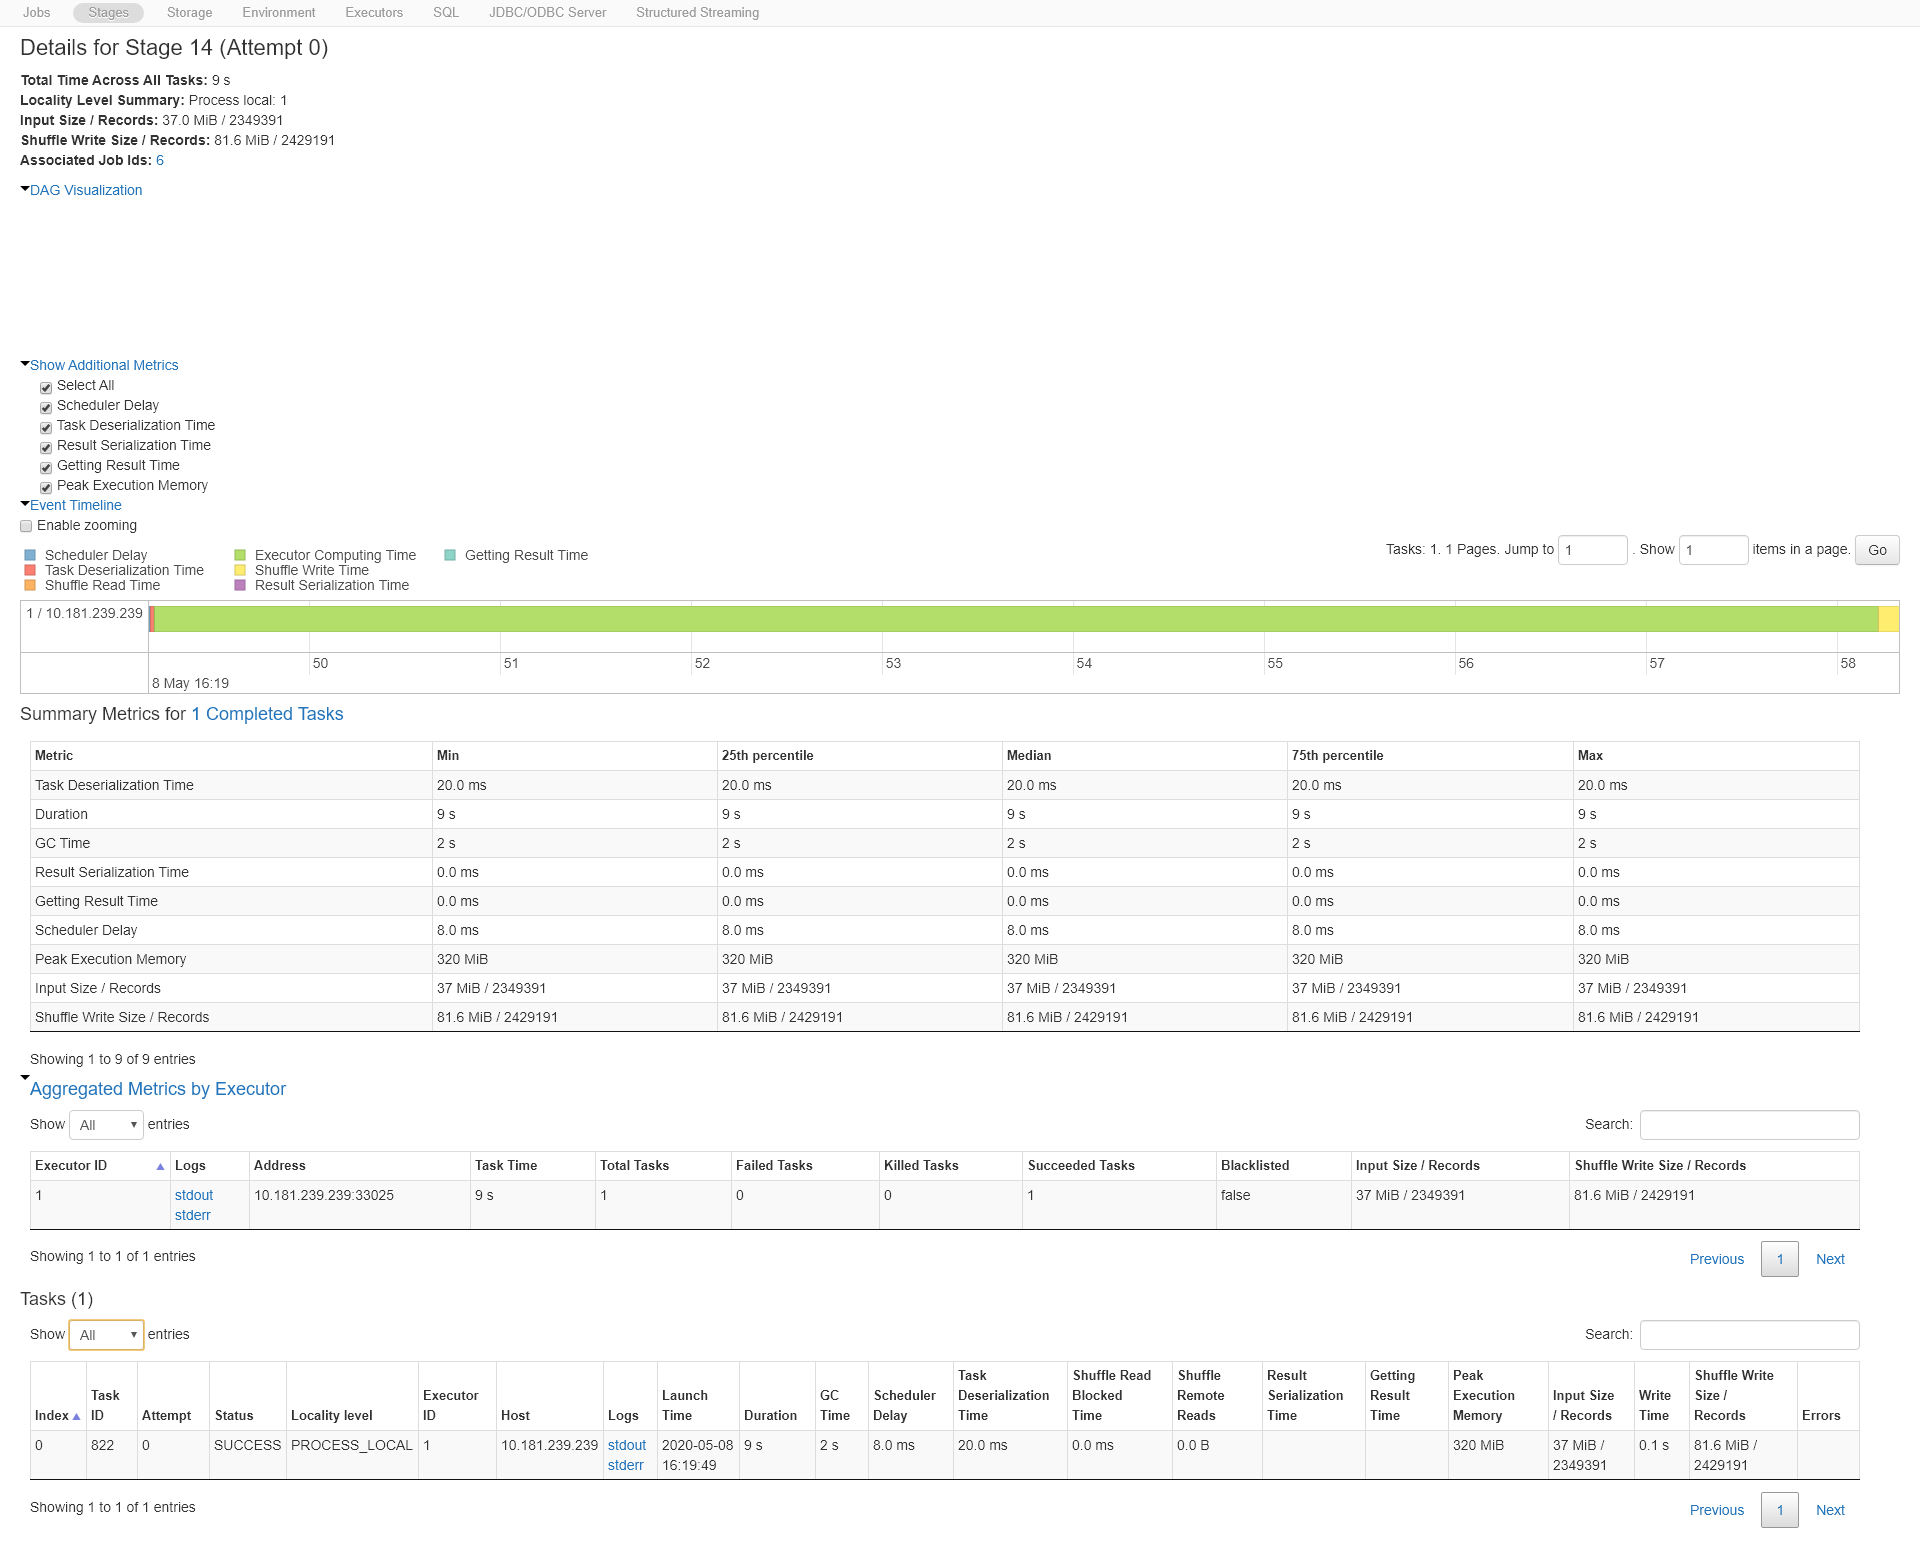 Jobs Stages Storage Environment Executors SQL JDBC/ODBC Server Structured Streaming
Details for Stage 14 (Attempt 0)
Total Time Across All Tasks: 9 s
Locality Level Summary: Process local: 1
Input Size / Records: 37.0 MiB / 2349391
Shuffle Write Size / Records: 81.6 MiB / 2429191
Associated Job Ids: 6
DAG Visualization
Show Additional Metrics
Select All
Scheduler Delay
Task Deserialization Time
Result Serialization Time
Getting Result Time
Peak Execution Memory
Event Timeline
Enable zooming
Tasks: 1. 1 Pages. Jump to 1 . Show 1 items in a page. Go
Scheduler Delay Executor Computing Time Getting Result Time
Task Deserialization Time Shuffle Write Time
Shuffle Read Time Result Serialization Time
1 / 10.181.239.239
50 51 52 53 54 55 56 57 58
8 May 16:19
Summary Metrics for 1 Completed Tasks
Metric Min 25th percentile Median 75th percentile Max
Task Deserialization Time 20.0 ms 20.0 ms 20.0 ms 20.0 ms 20.0 ms
Duration 9 s 9 s 9 s 9 s 9 s
GC Time 2 s 2 s 2 s 2 s 2 s
Result Serialization Time 0.0 ms 0.0 ms 0.0 ms 0.0 ms 0.0 ms
Getting Result Time 0.0 ms 0.0 ms 0.0 ms 0.0 ms 0.0 ms
Scheduler Delay 8.0 ms 8.0 ms 8.0 ms 8.0 ms 8.0 ms
Peak Execution Memory 320 MiB 320 MiB 320 MiB 320 MiB 320 MiB
Input Size / Records 37 MiB / 2349391 37 MiB / 2349391 37 MiB / 2349391 37 MiB / 2349391 37 MiB / 2349391
Shuffle Write Size / Records 81.6 MiB / 2429191 81.6 MiB / 2429191 81.6 MiB / 2429191 81.6 MiB / 2429191 81.6 MiB / 2429191
Showing 1 to 9 of 9 entries
Aggregated Metrics by Executor
Show All entries Search:
Executor ID Logs Address Task Time Total Tasks Failed Tasks Killed Tasks Succeeded Tasks Blacklisted Input Size / Records Shuffle Write Size / Records
1 stdout 10.181.239.239:33025 9 s 1 0 0 1 false 37 MiB / 2349391 81.6 MiB / 2429191
stderr
Showing 1 to 1 of 1 entries Previous 1 Next
Tasks (1)
Show All entries Search:
Task Shuffle Read Shuffle Result Getting Peak Shuffle Write
Task Executor Launch GC Scheduler Deserialization Blocked Remote Serialization Result Execution Input Size Write Size /
Index ID Attempt Status Locality level ID Host Logs Time Duration Time Delay Time Time Reads Time Time Memory / Records Time Records Errors
0 822 0 SUCCESS PROCESS_LOCAL 1 10.181.239.239 stdout 2020-05-08 9 s 2 s 8.0 ms 20.0 ms 0.0 ms 0.0 B 320 MiB 37 MiB / 0.1 s 81.6 MiB /
stderr 16:19:49 2349391 2429191
Showing 1 to 1 of 1 entries Previous 1 Next